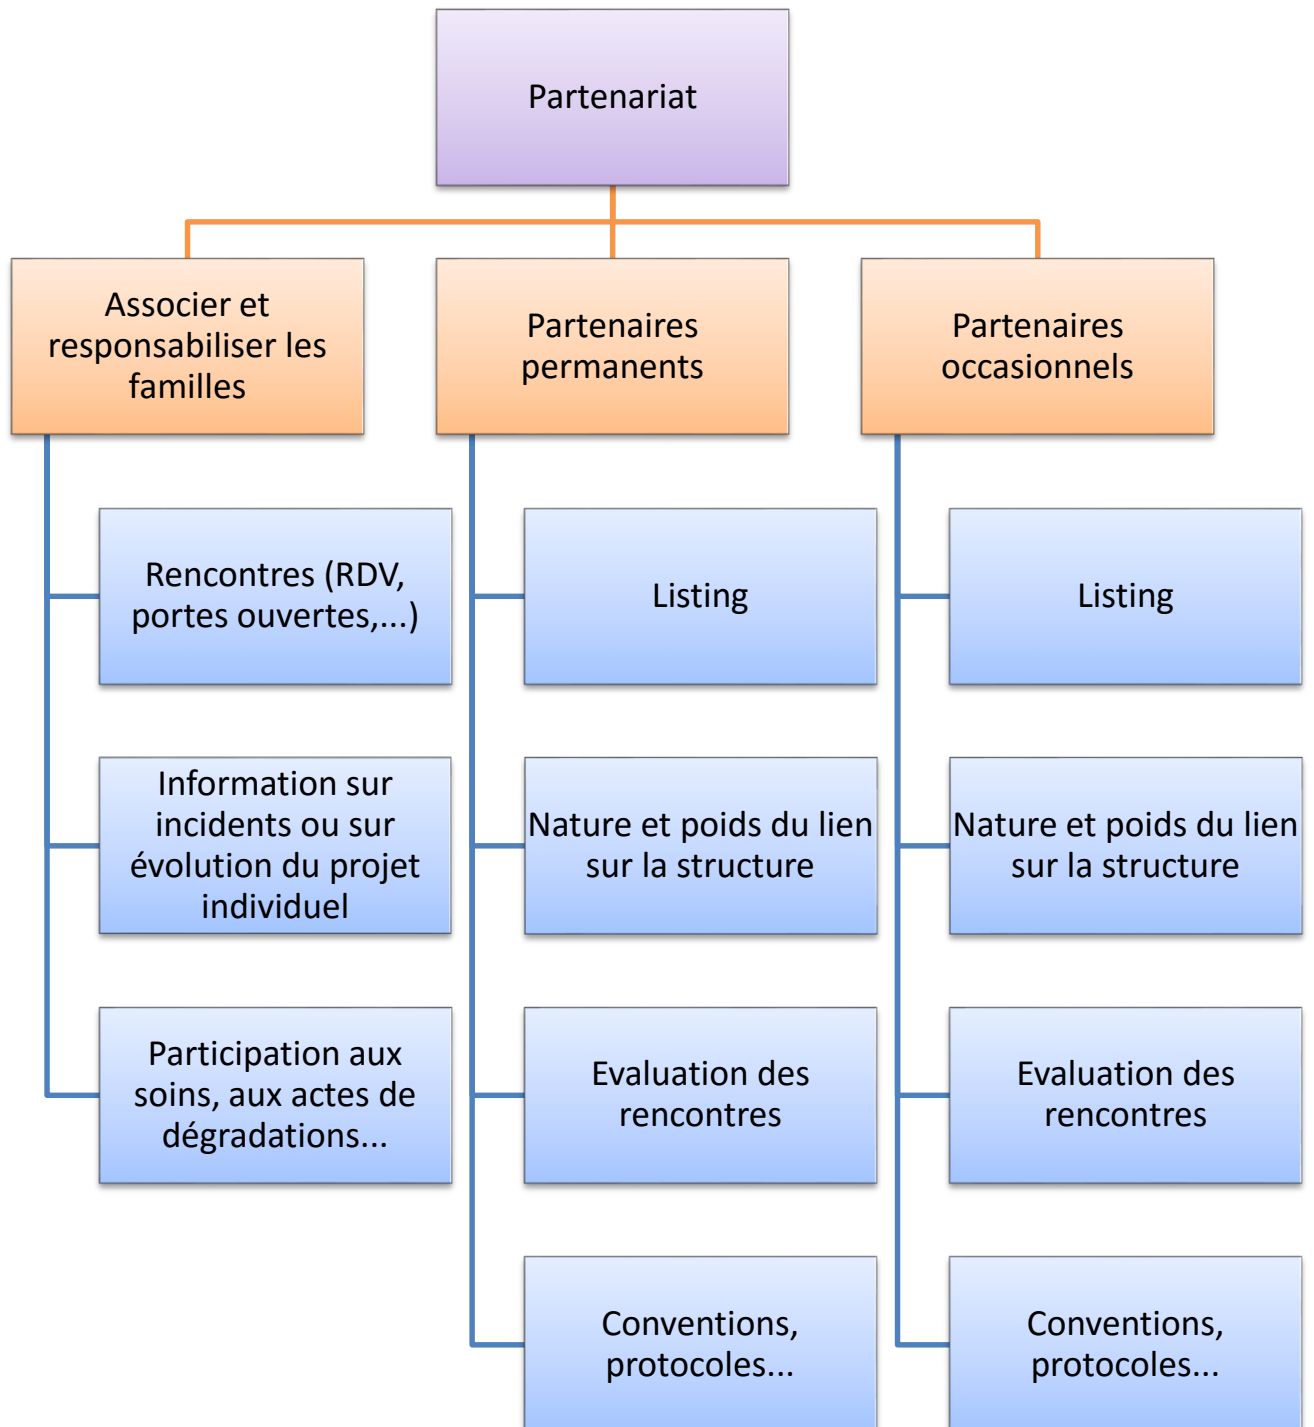 Partenariat
Associer et
responsabiliser les
familles
Partenaires
permanents
Partenaires
occasionnels
Rencontres (RDV,
portes ouvertes,...)
Information sur
incidents ou sur
évolution du projet
individuel
Participation aux
soins, aux actes de
dégradations...
Listing
Nature et poids du lien
sur la structure
Evaluation des
rencontres
Conventions,
protocoles...
Listing
Nature et poids du lien
sur la structure
Evaluation des
rencontres
Conventions,
protocoles...